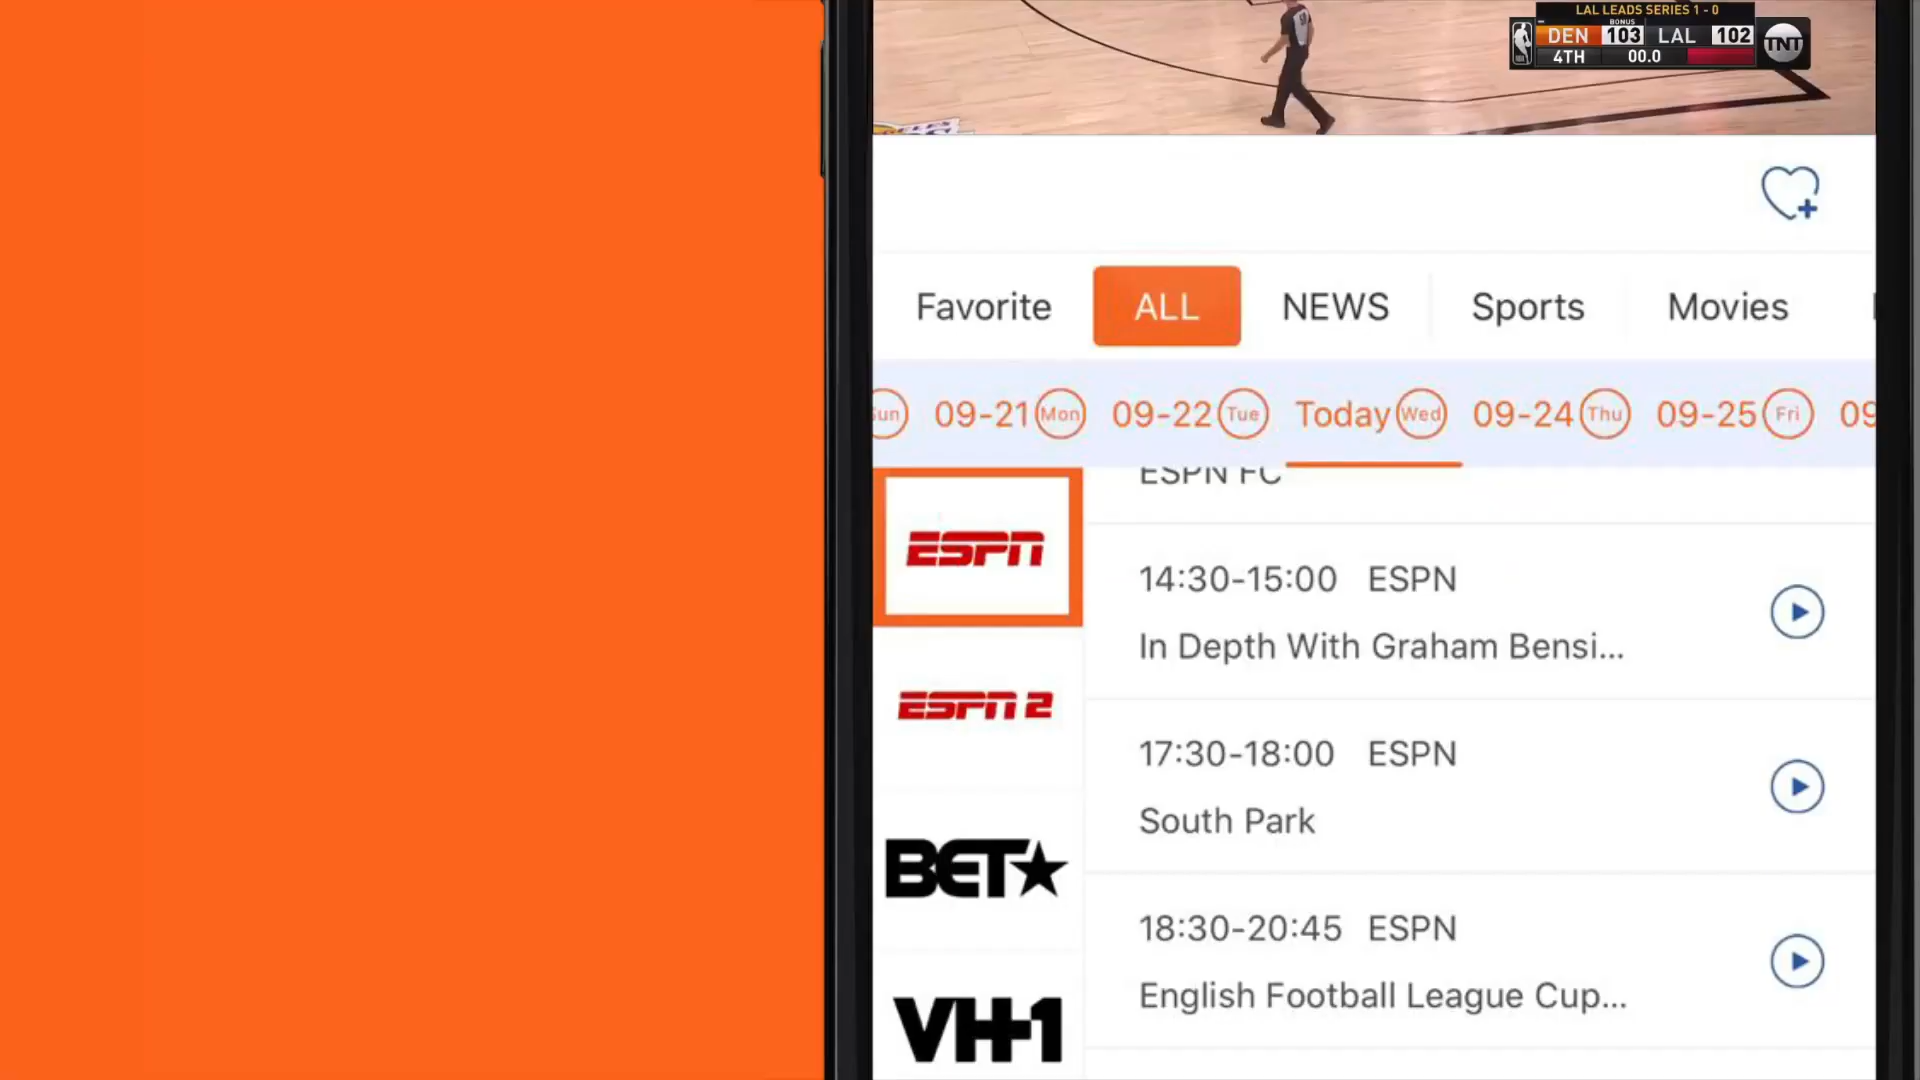 LAL LEADS SERIES 1 - 0
BONUS
DEN 103 LAL 102
4TH 00.0
TNT
Favorite ALL NEWS Sports Movies
09-21 Mon 09-22 Tue Today Wed 09-24 Thu 09-25 Fri 09
ESPN FC
ESPN
14:30-15:00 ESPN
In Depth With Graham Bensi...
ESPN 2
17:30-18:00 ESPN
South Park
BET
18:30-20:45 ESPN
English Football League Cup...
VH1